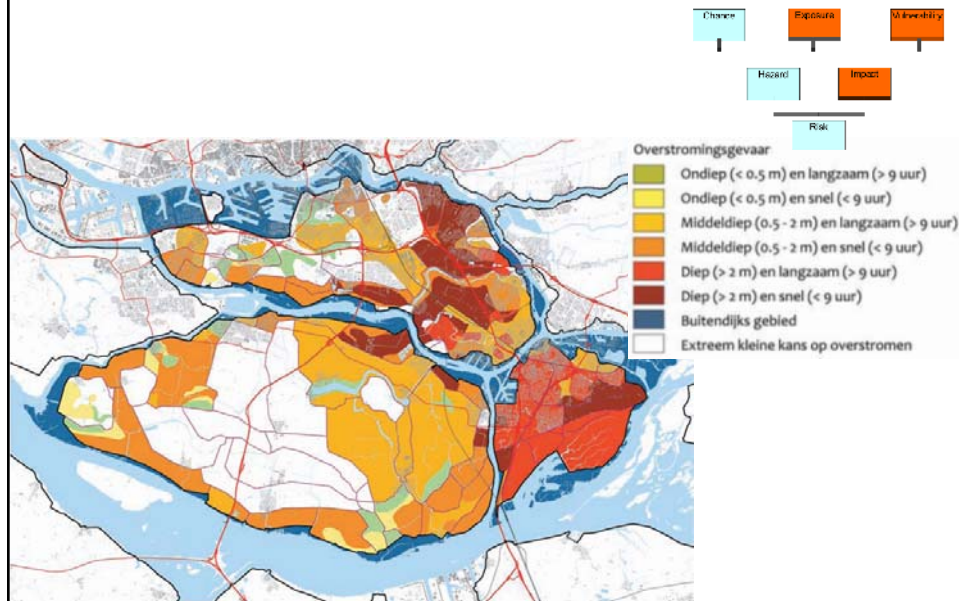 Chance
Exposure
Vulnerability
Hazard
Impact
Risk
Overstromingsgevaar
Ondiep (< 0.5 m) en langzaam (> 9 uur)
Ondiep (< 0.5 m) en snel (< 9 uur)
Middeldiep (0.5 - 2 m) en langzaam (> 9 uur)
Middeldiep (0.5 - 2 m) en snel (< 9 uur)
Diep (> 2 m) en langzaam (> 9 uur)
Diep (> 2 m) en snel (< 9 uur)
Buitendijks gebied
Extreem kleine kans op overstromen